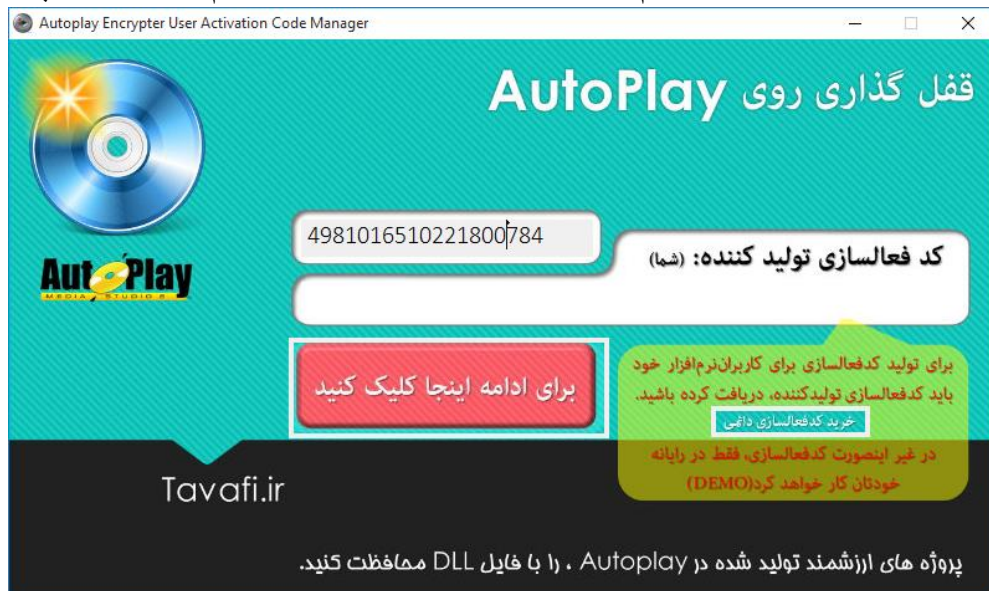 Autoplay Encrypter User Activation Code Manager
قفل گذاری روی AutoPlay
4981016510221800784
کد فعالسازی تولید کننده: (شما)
AutoPlay
MEDIA STUDIO 8
برای ادامه اینجا کلیک کنید
برای تولید کدفعالسازی برای کاربران‌نرم‌افزار خود
باید کدفعالسازی تولیدکننده، دریافت کرده باشید.
خرید کدفعالسازی دائمی
در غیر اینصورت کدفعالسازی، فقط در رایانه
خودتان کار خواهد کرد(DEMO)
Tavafi.ir
پروژه های ارزشمند تولید شده در Autoplay ، را با فایل DLL محافظت کنید.